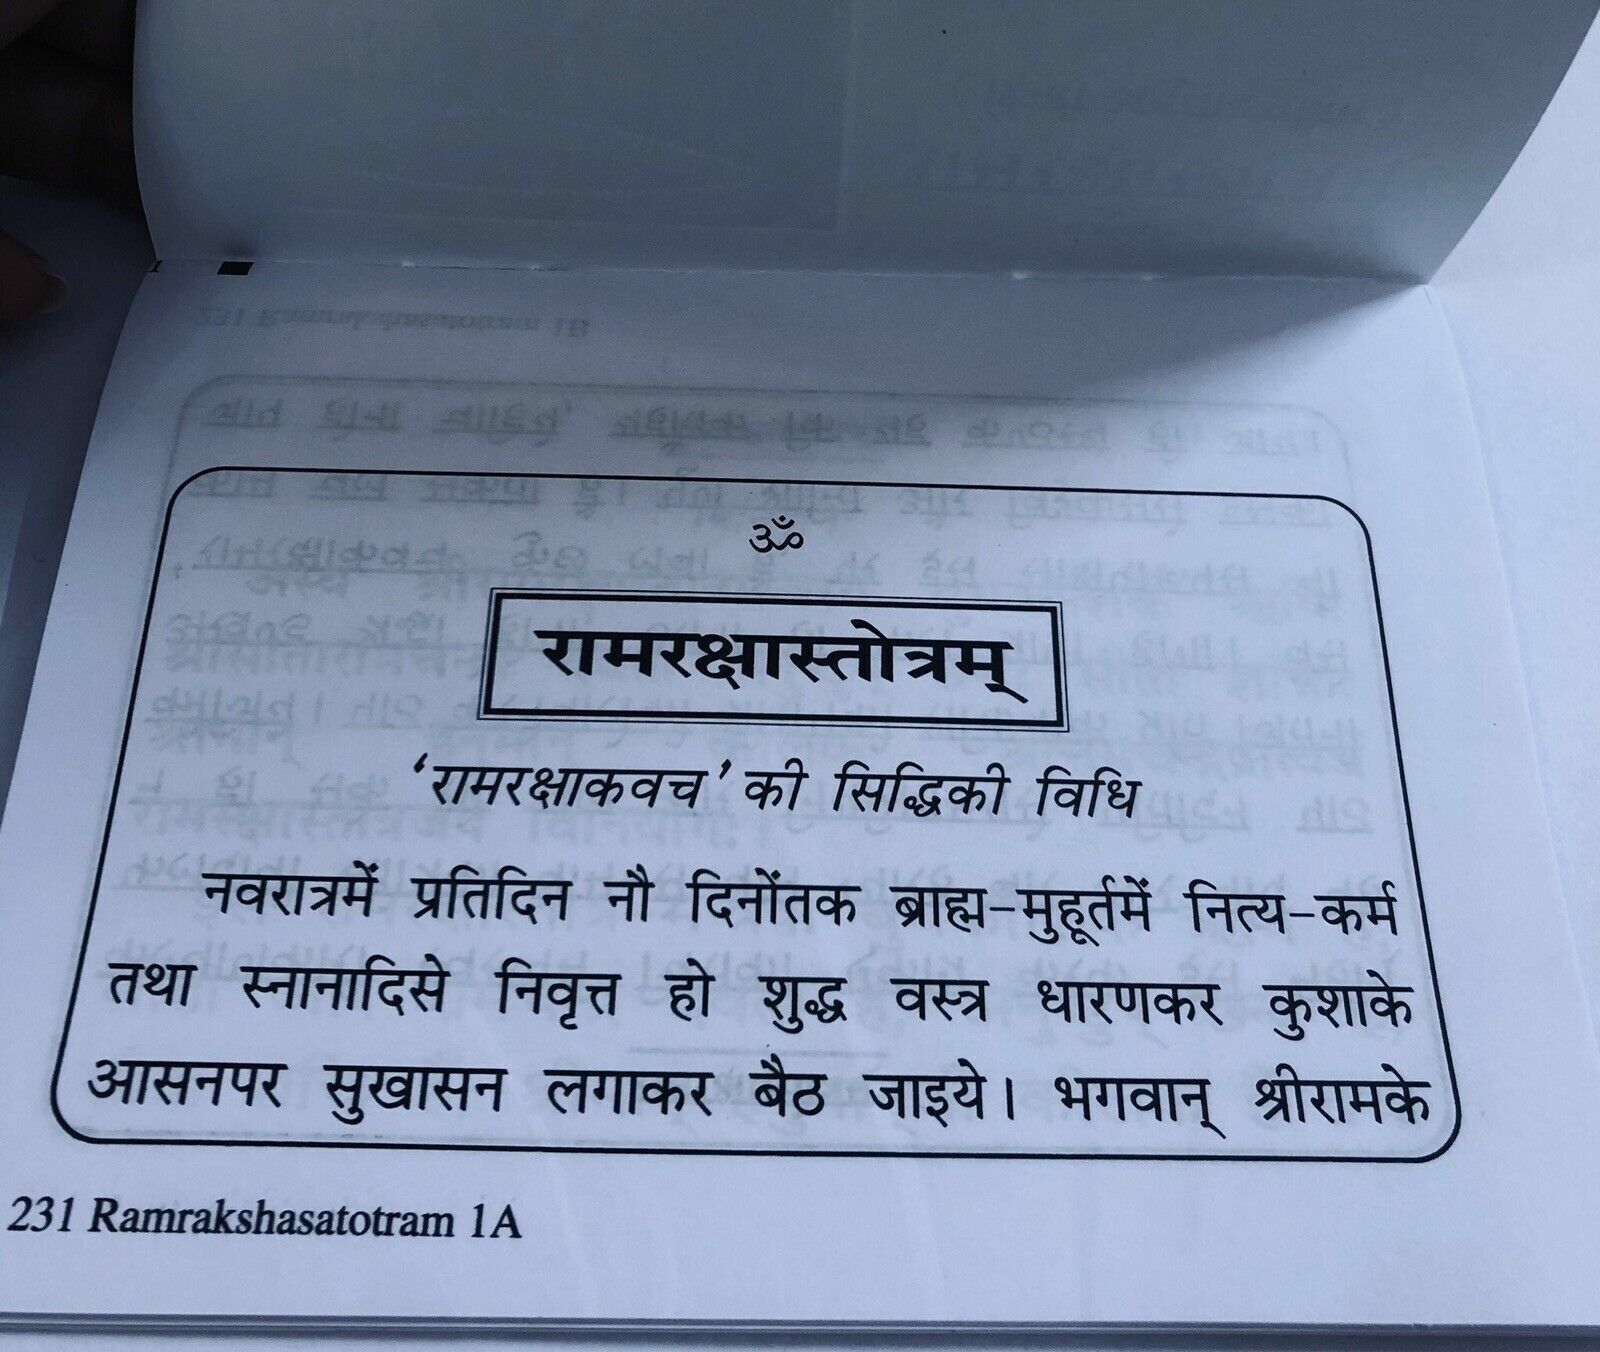 ॐ
रामरक्षास्तोत्रम्
‘रामरक्षाकवच’ की सिद्धिकी विधि
नवरात्रमें प्रतिदिन नौ दिनोंतक ब्राह्म-मुहूर्तमें नित्य-कर्म
तथा स्नानादिसे निवृत्त हो शुद्ध वस्त्र धारणकर कुशाके
आसनपर सुखासन लगाकर बैठ जाइये। भगवान् श्रीरामके
231 Ramrakshasatotram 1A